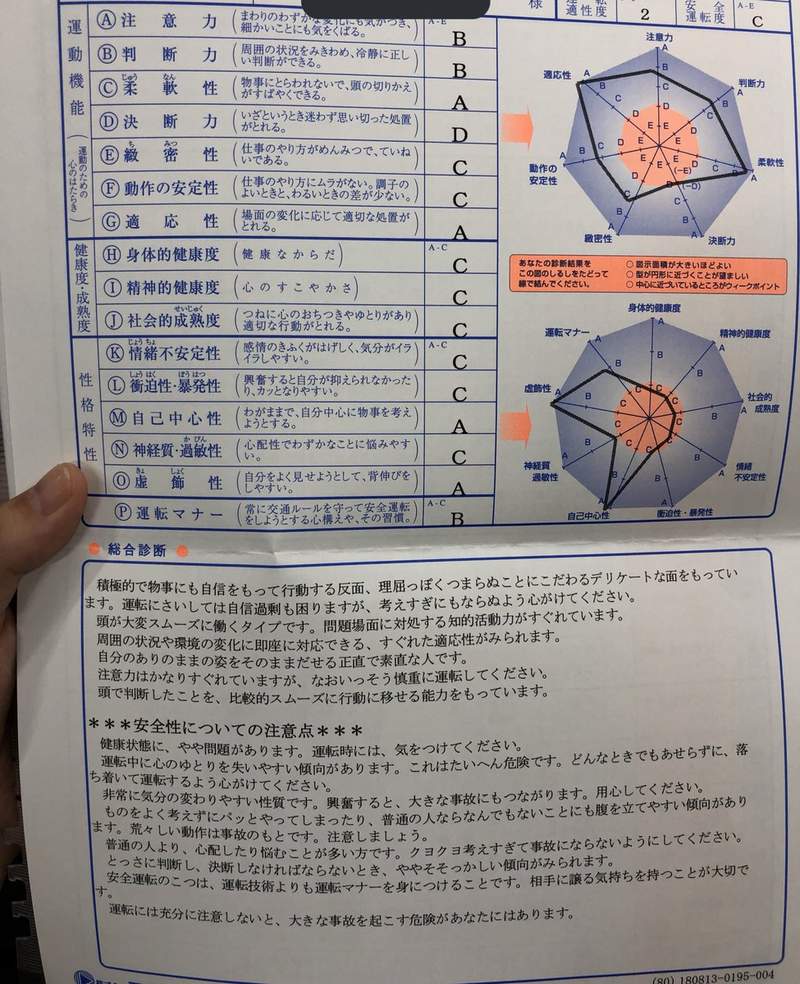 様
適性度
2
安全
運転度
A-E
C
運動機能
(運動のための心のはたらき)
A 注意力
まわりのわずかな変化にも気がつき、
細かいことにも気をくばる。
A-E
B
B 判断力
周囲の状況をみきわめ、冷静に正し
い判断ができる。
B
C 柔軟性
じゅう なん
物事にとらわれないで、頭の切りかえ
がすばやくできる。
A
D 決断力
いざというとき迷わず思い切った処置
がとれる。
D
E 緻密性
ち みつ
仕事のやり方がめんみつで、ていね
いである。
C
F 動作の安定性
仕事のやり方にムラがない。調子の
よいときと、わるいときの差が少ない。
C
G 適応性
場面の変化に応じて適切な処置が
とれる。
A
健康度・成熟度
H 身体的健康度
(健康なからだ)
A-C
C
I 精神的健康度
(心のすこやかさ)
C
J 社会的成熟度
せいじゅく
つねに心のおちつきやゆとりがあり
適切な行動がとれる。
C
性格特性
K 情緒不安定性
じょうちょ
感情のきふくがはげしく、気分がイラ
イラしやすい。
A-C
C
L 衝迫性・暴発性
しょうはく ぼうはつ
興奮すると自分が抑えられなかった
り、カッとなりやすい。
C
M 自己中心性
わがままで、自分中心に物事を考え
ようとする。
A
N 神経質・過敏性
か びん
心配性でわずかなことに悩みやす
い。
C
O 虚飾性
きょ しょく
自分をよく見せようとして、背伸びを
しやすい。
A
P 運転マナー
常に交通ルールを守って安全運転
をしようとする心構えや、その習慣。
A-C
B
注意力
判断力
柔軟性
決断力
緻密性
動作の
安定性
適応性
あなたの診断結果を
この図のしるしをたどって
線で結んでください。
○ 図示面積が大きいほどよい
○ 型が円形に近づくことが望ましい
○ 中心に近づいているところがウィークポイント
身体的健康度
精神的健康度
社会的
成熟度
情緒
不安定性
衝迫性・暴発性
自己中心性
神経質
過敏性
虚飾性
運転マナー
総合診断
積極的で物事にも自信をもって行動する反面、理屈っぽくつまらぬことにこだわるデリケートな面をもってい
ます。運転にさいしては自信過剰も困りますが、考えすぎにもならぬよう心がけてください。
頭が大変スムーズに働くタイプです。問題場面に対処する知的活動力がすぐれています。
周囲の状況や環境の変化に即座に対応できる、すぐれた適応性がみられます。
自分のありのままの姿をそのままだせる正直で素直な人です。
注意力はかなりすぐれていますが、なおいっそう慎重に運転してください。
頭で判断したことを、比較的スムーズに行動に移せる能力をもっています。
＊＊＊安全性についての注意点＊＊＊
健康状態に、やや問題があります。運転時には、気をつけてください。
運転中に心のゆとりを失いやすい傾向があります。これはたいへん危険です。どんなときでもあせらずに、落
ち着いて運転するよう心がけてください。
非常に気分の変わりやすい性質です。興奮すると、大きな事故にもつながります。用心してください。
ものをよく考えずにパッとやってしまったり、普通の人ならなんでもないことにも腹を立てやすい傾向があり
ます。荒々しい動作は事故のもとです。注意しましょう。
普通の人より、心配したり悩むことが多い方です。クヨクヨ考えすぎて事故にならないようにしてください。
とっさに判断し、決断しなければならないとき、ややそそっかしい傾向がみられます。
安全運転のこつは、運転技術よりも運転マナーを身につけることです。相手に譲る気持ちを持つことが大切で
す。
運転には充分に注意しないと、大きな事故を起こす危険があなたにはあります。
(80) 180813-0195-004